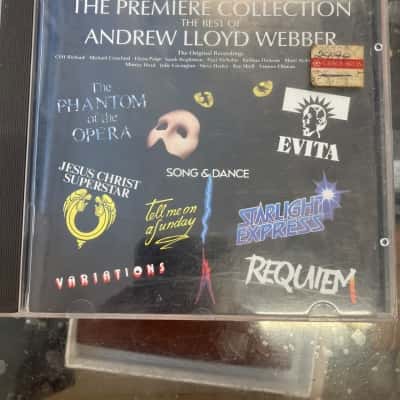 THE PREMIERE COLLECTION
THE BEST OF
ANDREW LLOYD WEBBER
The Original Recordings
Cliff Richard · Michael Crawford · Elaine Paige · Sarah Brightman · Paul Nicholas · Barbara Dickson
Murray Head · Julie Covington · Steve Harley · Ray Shell
The
PHANTOM
of the
OPERA
EVITA
JESUS CHRIST
SUPERSTAR
SONG & DANCE
Tell me on
a Sunday
STARLIGHT
EXPRESS
VARIATIONS
REQUIEM